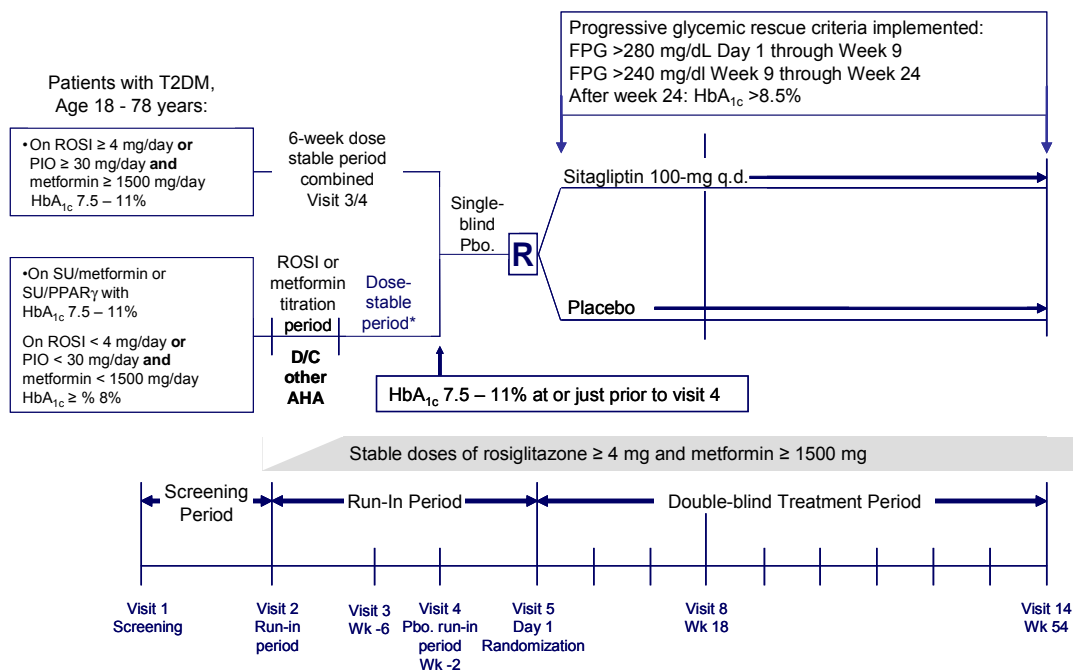 Progressive glycemic rescue criteria implemented:
FPG >280 mg/dL Day 1 through Week 9
FPG >240 mg/dl Week 9 through Week 24
After week 24: HbA1c >8.5%
Patients with T2DM,
Age 18 - 78 years:
•On ROSI ≥ 4 mg/day or
PIO ≥ 30 mg/day and
metformin ≥ 1500 mg/day
HbA1c 7.5 – 11%
6-week dose
stable period
combined
Visit 3/4
Single-
blind
Pbo.
R
Sitagliptin 100-mg q.d.
Placebo
•On SU/metformin or
SU/PPARγ with
HbA1c 7.5 – 11%
On ROSI < 4 mg/day or
PIO < 30 mg/day and
metformin < 1500 mg/day
HbA1c ≥ % 8%
ROSI or
metformin
titration
period
D/C
other
AHA
Dose-
stable
period*
HbA1c 7.5 – 11% at or just prior to visit 4
Stable doses of rosiglitazone ≥ 4 mg and metformin ≥ 1500 mg
Screening
Period
Run-In Period
Double-blind Treatment Period
Visit 1
Screening
Visit 2
Run-in
period
Visit 3
Wk -6
Visit 4
Pbo. run-in
period
Wk -2
Visit 5
Day 1
Randomization
Visit 8
Wk 18
Visit 14
Wk 54